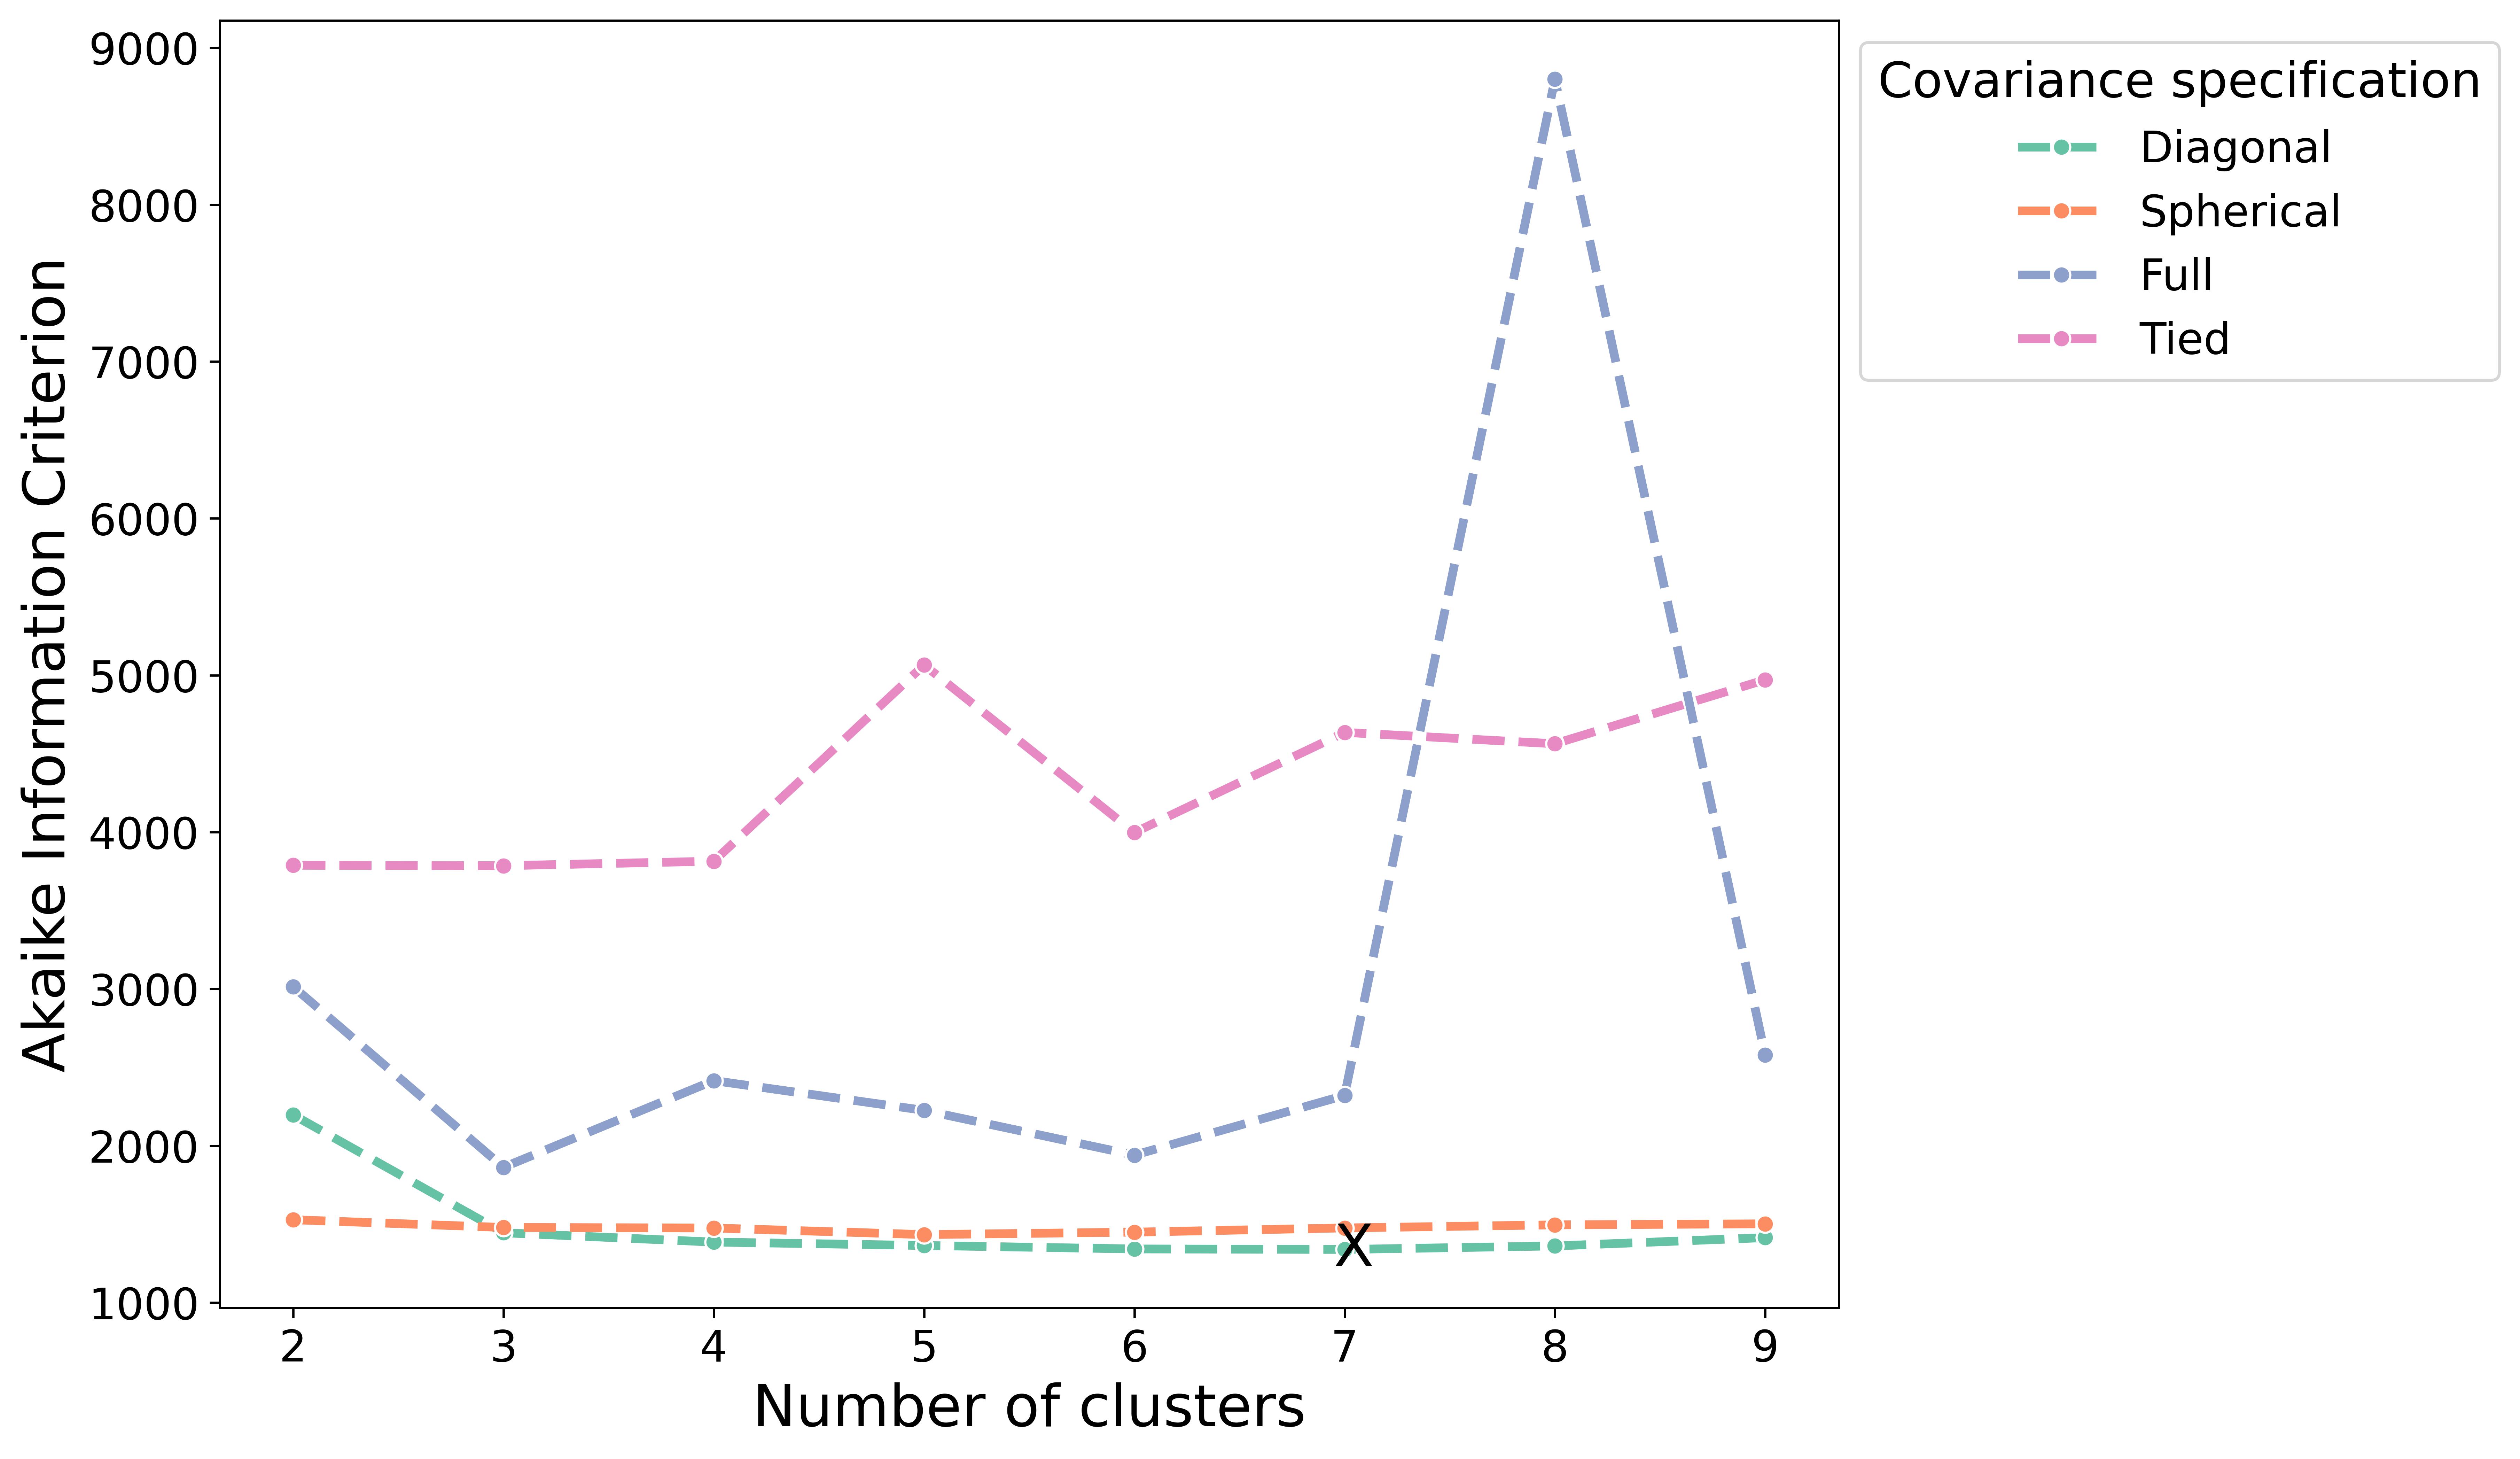 Akaike Information Criterion
9000
8000
7000
6000
5000
4000
3000
2000
1000
X
2 3 4 5 6 7 8 9
Number of clusters
Covariance specification
Diagonal
Spherical
Full
Tied